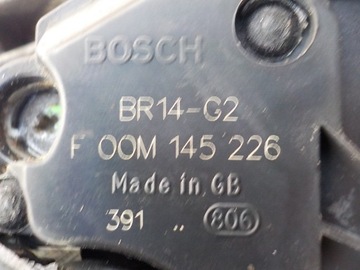 BOSCH
BR14-G2
F 00M 145 226
Made in GB
391 .. 806